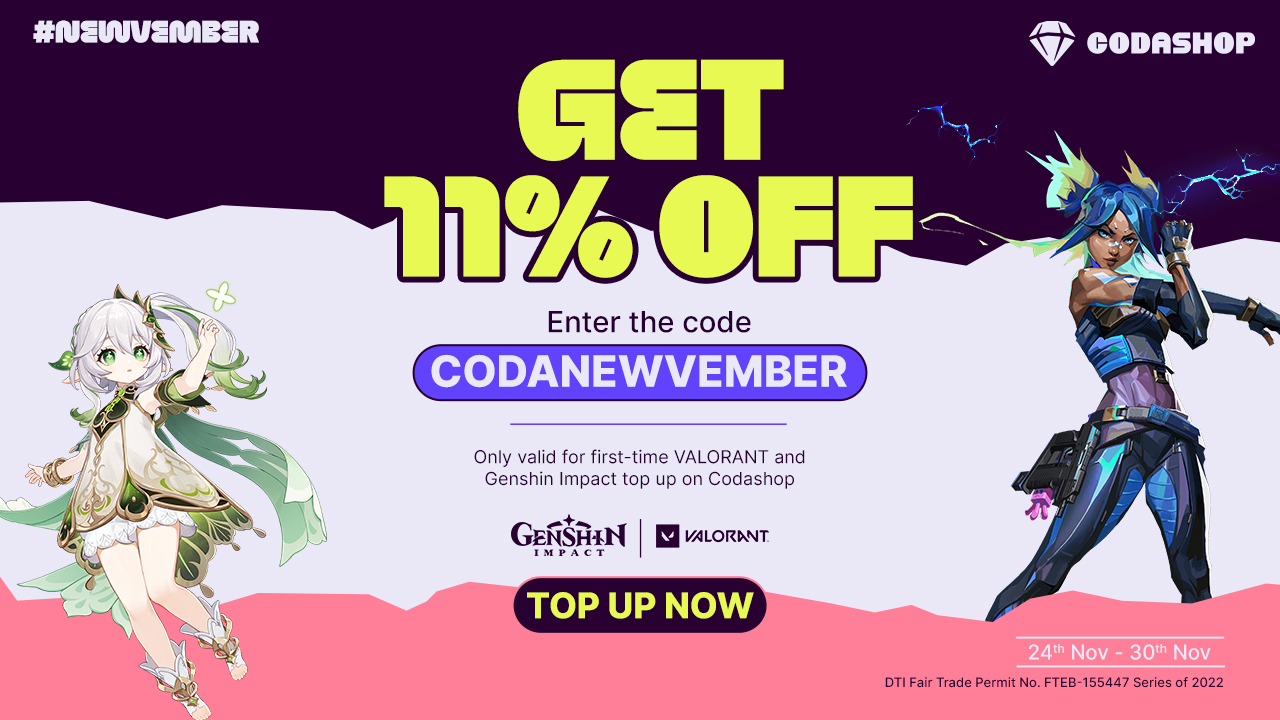 #NEWVEMBER
CODASHOP
GET
11% OFF
Enter the code
CODANEWVEMBER
Only valid for first-time VALORANT and
Genshin Impact top up on Codashop
GENSHIN
IMPACT
VALORANT
TOP UP NOW
24th Nov - 30th Nov
DTI Fair Trade Permit No. FTEB-155447 Series of 2022